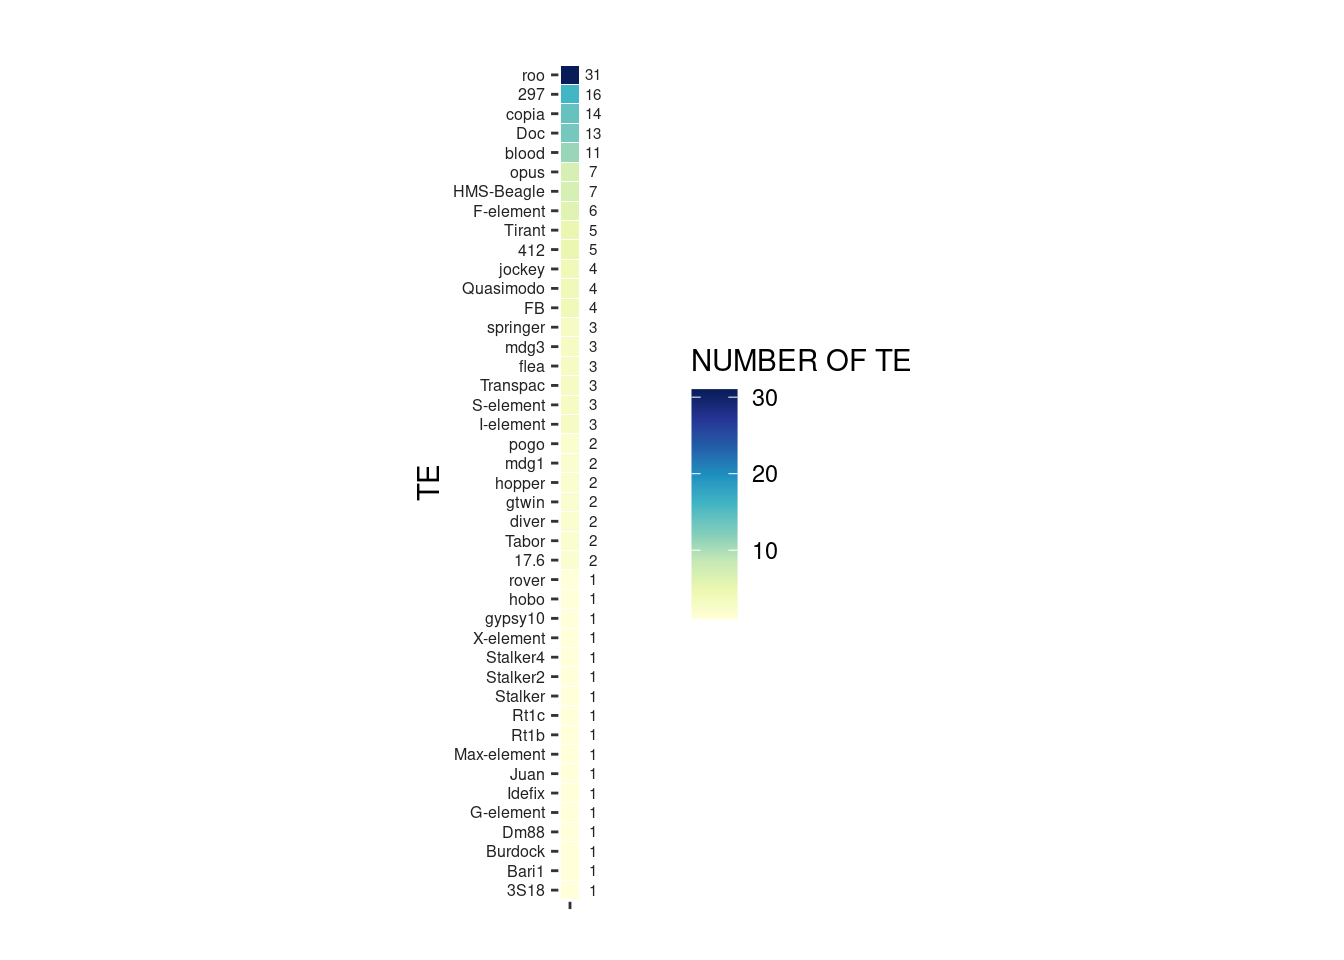 roo 31
297 16
copia 14
Doc 13
blood 11
opus 7
HMS-Beagle 7
F-element 6
Tirant 5
412 5
jockey 4
Quasimodo 4
FB 4
springer 3
mdg3 3
flea 3
Transpac 3
S-element 3
I-element 3
pogo 2
mdg1 2
hopper 2
gtwin 2
diver 2
Tabor 2
17.6 2
rover 1
hobo 1
gypsy10 1
X-element 1
Stalker4 1
Stalker2 1
Stalker 1
Rt1c 1
Rt1b 1
Max-element 1
Juan 1
Idefix 1
G-element 1
Dm88 1
Burdock 1
Bari1 1
3S18 1
TE
NUMBER OF TE
30
20
10